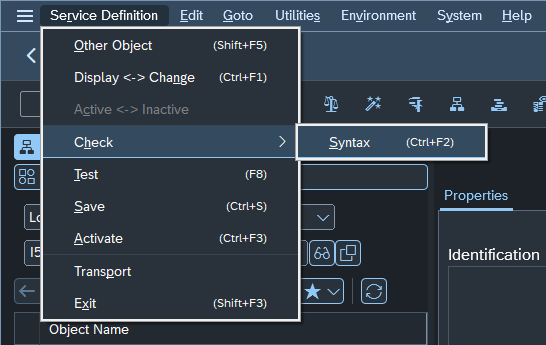 Service Definition Edit Goto Utilities Environment System Help
Other Object (Shift+F5)
Display <-> Change (Ctrl+F1)
Active <-> Inactive
Check Syntax (Ctrl+F2)
Test (F8)
Properties
Save (Ctrl+S)
Lo
Activate (Ctrl+F3)
I5
Identification
Transport
Exit (Shift+F3)
Object Name